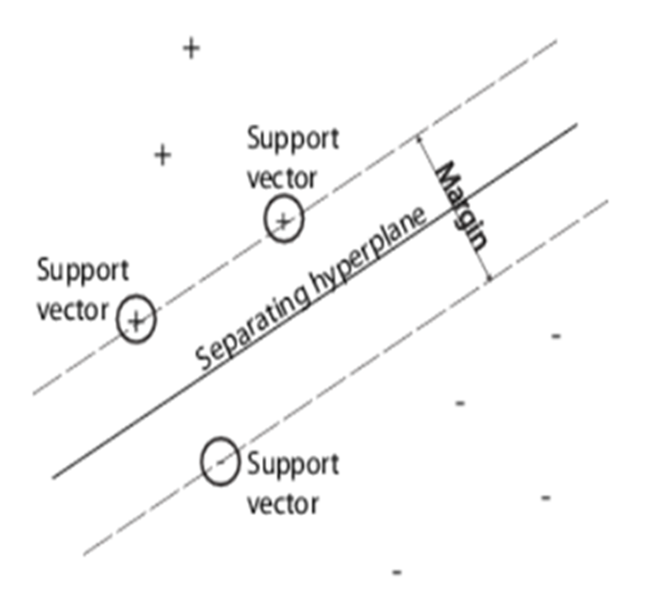 +
+
Support
vector
+
Margin
Separating hyperplane
Support
vector
+
-
-
-
Support
vector
-
-